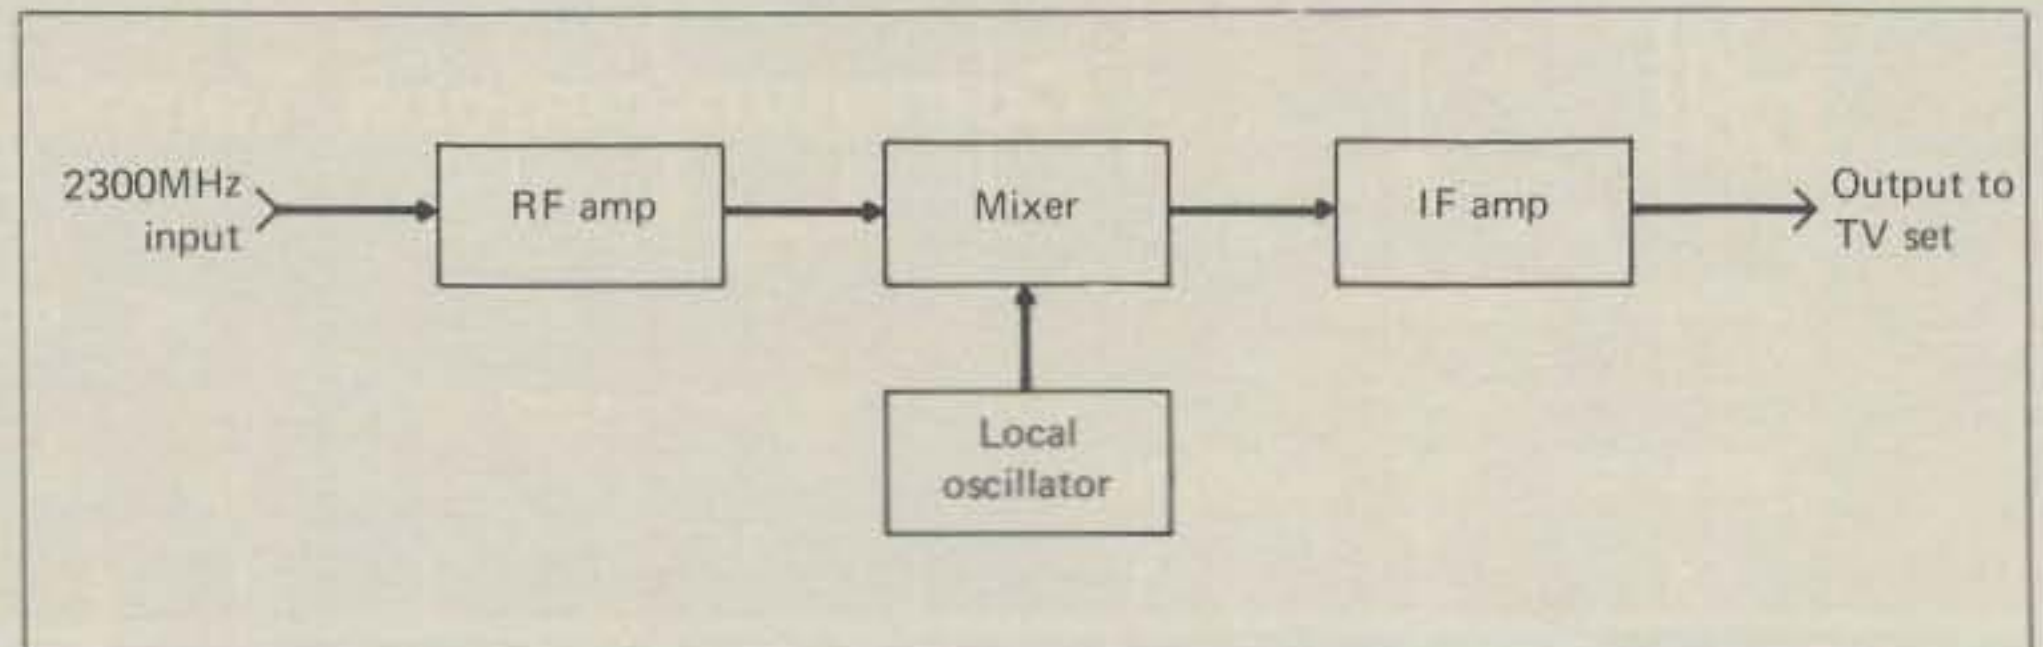 2300MHz
input
RF amp
Mixer
IF amp
Output to
TV set
Local
oscillator